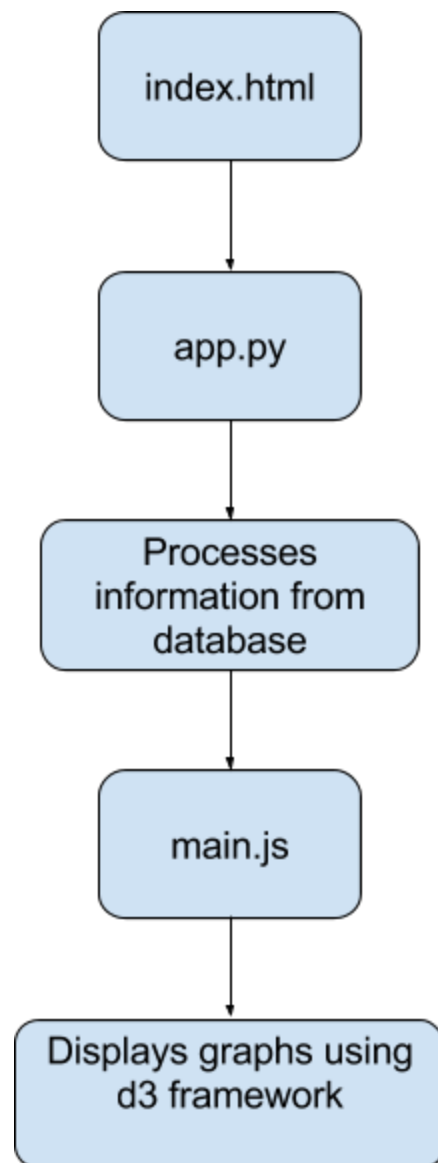 index.html
app.py
Processes
information from
database
main.js
Displays graphs using
d3 framework